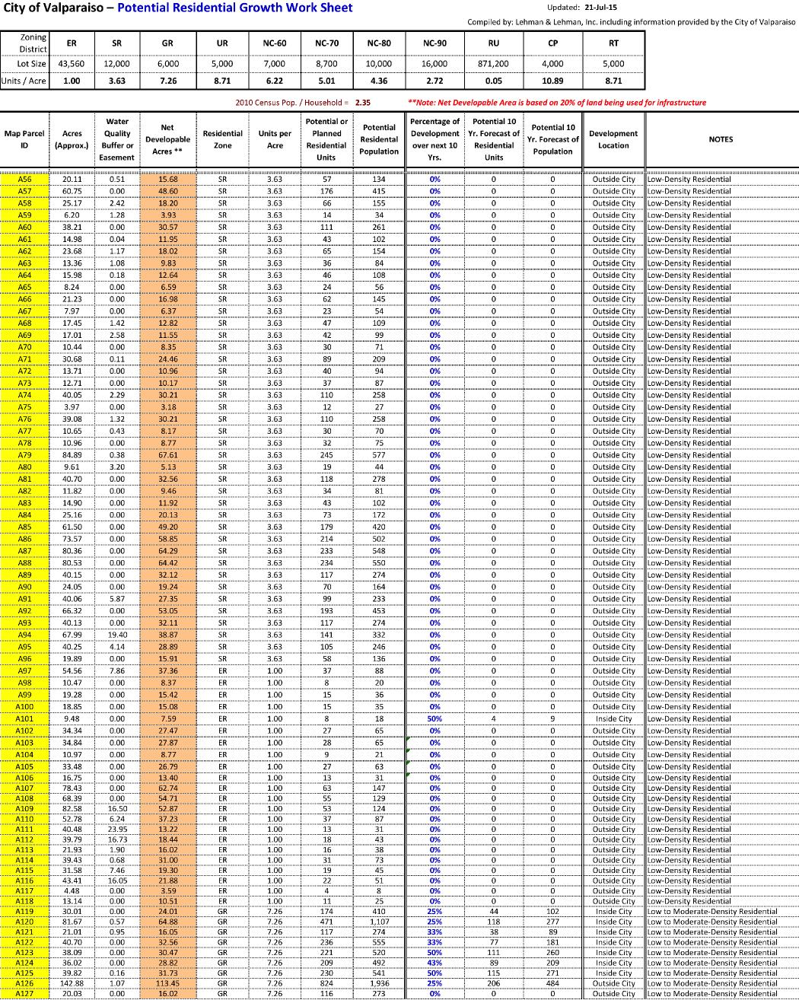 City of Valparaiso – Potential Residential Growth Work Sheet Updated: 21-Jul-15
Compiled by: Lehman & Lehman, Inc. including information provided by the City of Valparaiso
Zoning District ER SR GR UR NC-60 NC-70 NC-80 NC-90 RU CP RT
Lot Size 43,560 12,000 6,000 5,000 7,000 8,700 10,000 16,000 871,200 4,000 5,000
Units / Acre 1.00 3.63 7.26 8.71 6.22 5.01 4.36 2.72 0.05 10.89 8.71
2010 Census Pop. / Household = 2.35 **Note: Net Developable Area is based on 20% of land being used for infrastructure
Map Parcel ID Acres (Approx.) Water Quality Buffer or Easement Net Developable Acres ** Residential Zone Units per Acre Potential or Planned Residential Units Potential Residental Population Percentage of Development over next 10 Yrs. Potential 10 Yr. Forecast of Residential Units Potential 10 Yr. Forecast of Population Development Location NOTES
A56 20.11 0.51 15.68 SR 3.63 57 134 0% 0 0 Outside City Low-Density Residential
A57 60.75 0.00 48.60 SR 3.63 176 415 0% 0 0 Outside City Low-Density Residential
A58 25.17 2.42 18.20 SR 3.63 66 155 0% 0 0 Outside City Low-Density Residential
A59 6.20 1.28 3.93 SR 3.63 14 34 0% 0 0 Outside City Low-Density Residential
A60 38.21 0.00 30.57 SR 3.63 111 261 0% 0 0 Outside City Low-Density Residential
A61 14.98 0.04 11.95 SR 3.63 43 102 0% 0 0 Outside City Low-Density Residential
A62 23.68 1.17 18.02 SR 3.63 65 154 0% 0 0 Outside City Low-Density Residential
A63 13.36 1.08 9.83 SR 3.63 36 84 0% 0 0 Outside City Low-Density Residential
A64 15.98 0.18 12.64 SR 3.63 46 108 0% 0 0 Outside City Low-Density Residential
A65 8.24 0.00 6.59 SR 3.63 24 56 0% 0 0 Outside City Low-Density Residential
A66 21.23 0.00 16.98 SR 3.63 62 145 0% 0 0 Outside City Low-Density Residential
A67 7.97 0.00 6.37 SR 3.63 23 54 0% 0 0 Outside City Low-Density Residential
A68 17.45 1.42 12.82 SR 3.63 47 109 0% 0 0 Outside City Low-Density Residential
A69 17.01 2.58 11.55 SR 3.63 42 99 0% 0 0 Outside City Low-Density Residential
A70 10.44 0.00 8.35 SR 3.63 30 71 0% 0 0 Outside City Low-Density Residential
A71 30.68 0.11 24.46 SR 3.63 89 209 0% 0 0 Outside City Low-Density Residential
A72 13.71 0.00 10.96 SR 3.63 40 94 0% 0 0 Outside City Low-Density Residential
A73 12.71 0.00 10.17 SR 3.63 37 87 0% 0 0 Outside City Low-Density Residential
A74 40.05 2.29 30.21 SR 3.63 110 258 0% 0 0 Outside City Low-Density Residential
A75 3.97 0.00 3.18 SR 3.63 12 27 0% 0 0 Outside City Low-Density Residential
A76 39.08 1.32 30.21 SR 3.63 110 258 0% 0 0 Outside City Low-Density Residential
A77 10.65 0.43 8.17 SR 3.63 30 70 0% 0 0 Outside City Low-Density Residential
A78 10.96 0.00 8.77 SR 3.63 32 75 0% 0 0 Outside City Low-Density Residential
A79 84.89 0.38 67.61 SR 3.63 245 577 0% 0 0 Outside City Low-Density Residential
A80 9.61 3.20 5.13 SR 3.63 19 44 0% 0 0 Outside City Low-Density Residential
A81 40.70 0.00 32.56 SR 3.63 118 278 0% 0 0 Outside City Low-Density Residential
A82 11.82 0.00 9.46 SR 3.63 34 81 0% 0 0 Outside City Low-Density Residential
A83 14.90 0.00 11.92 SR 3.63 43 102 0% 0 0 Outside City Low-Density Residential
A84 25.16 0.00 20.13 SR 3.63 73 172 0% 0 0 Outside City Low-Density Residential
A85 61.50 0.00 49.20 SR 3.63 179 420 0% 0 0 Outside City Low-Density Residential
A86 73.57 0.00 58.85 SR 3.63 214 502 0% 0 0 Outside City Low-Density Residential
A87 80.36 0.00 64.29 SR 3.63 233 548 0% 0 0 Outside City Low-Density Residential
A88 80.53 0.00 64.42 SR 3.63 234 550 0% 0 0 Outside City Low-Density Residential
A89 40.15 0.00 32.12 SR 3.63 117 274 0% 0 0 Outside City Low-Density Residential
A90 24.05 0.00 19.24 SR 3.63 70 164 0% 0 0 Outside City Low-Density Residential
A91 40.06 5.87 27.35 SR 3.63 99 233 0% 0 0 Outside City Low-Density Residential
A92 66.32 0.00 53.05 SR 3.63 193 453 0% 0 0 Outside City Low-Density Residential
A93 40.13 0.00 32.11 SR 3.63 117 274 0% 0 0 Outside City Low-Density Residential
A94 67.99 19.40 38.87 SR 3.63 141 332 0% 0 0 Outside City Low-Density Residential
A95 40.25 4.14 28.89 SR 3.63 105 246 0% 0 0 Outside City Low-Density Residential
A96 19.89 0.00 15.91 SR 3.63 58 136 0% 0 0 Outside City Low-Density Residential
A97 54.56 7.86 37.36 ER 1.00 37 88 0% 0 0 Outside City Low-Density Residential
A98 10.47 0.00 8.37 ER 1.00 8 20 0% 0 0 Outside City Low-Density Residential
A99 19.28 0.00 15.42 ER 1.00 15 36 0% 0 0 Outside City Low-Density Residential
A100 18.85 0.00 15.08 ER 1.00 15 35 0% 0 0 Outside City Low-Density Residential
A101 9.48 0.00 7.59 ER 1.00 8 18 50% 4 9 Inside City Low-Density Residential
A102 34.34 0.00 27.47 ER 1.00 27 65 0% 0 0 Outside City Low-Density Residential
A103 34.84 0.00 27.87 ER 1.00 28 65 0% 0 0 Outside City Low-Density Residential
A104 10.97 0.00 8.77 ER 1.00 9 21 0% 0 0 Outside City Low-Density Residential
A105 33.48 0.00 26.79 ER 1.00 27 63 0% 0 0 Outside City Low-Density Residential
A106 16.75 0.00 13.40 ER 1.00 13 31 0% 0 0 Outside City Low-Density Residential
A107 78.43 0.00 62.74 ER 1.00 63 147 0% 0 0 Outside City Low-Density Residential
A108 68.39 0.00 54.71 ER 1.00 55 129 0% 0 0 Outside City Low-Density Residential
A109 82.58 16.50 52.87 ER 1.00 53 124 0% 0 0 Outside City Low-Density Residential
A110 52.78 6.24 37.23 ER 1.00 37 87 0% 0 0 Outside City Low-Density Residential
A111 40.48 23.95 13.22 ER 1.00 13 31 0% 0 0 Outside City Low-Density Residential
A112 39.79 16.73 18.44 ER 1.00 18 43 0% 0 0 Outside City Low-Density Residential
A113 21.93 1.90 16.02 ER 1.00 16 38 0% 0 0 Outside City Low-Density Residential
A114 39.43 0.68 31.00 ER 1.00 31 73 0% 0 0 Outside City Low-Density Residential
A115 31.58 7.46 19.30 ER 1.00 19 45 0% 0 0 Outside City Low-Density Residential
A116 43.41 16.05 21.88 ER 1.00 22 51 0% 0 0 Outside City Low-Density Residential
A117 4.48 0.00 3.59 ER 1.00 4 8 0% 0 0 Outside City Low-Density Residential
A118 13.14 0.00 10.51 ER 1.00 11 25 0% 0 0 Outside City Low-Density Residential
A119 30.01 0.00 24.01 GR 7.26 174 410 25% 44 102 Inside City Low to Moderate-Density Residential
A120 81.67 0.57 64.88 GR 7.26 471 1,107 25% 118 277 Inside City Low to Moderate-Density Residential
A121 21.01 0.95 16.05 GR 7.26 117 274 33% 38 89 Inside City Low to Moderate-Density Residential
A122 40.70 0.00 32.56 GR 7.26 236 555 33% 77 181 Inside City Low to Moderate-Density Residential
A123 38.09 0.00 30.47 GR 7.26 221 520 50% 111 260 Inside City Low to Moderate-Density Residential
A124 36.02 0.00 28.82 GR 7.26 209 492 43% 89 209 Inside City Low to Moderate-Density Residential
A125 39.82 0.16 31.73 GR 7.26 230 541 50% 115 271 Inside City Low to Moderate-Density Residential
A126 142.88 1.07 113.45 GR 7.26 824 1,936 25% 206 484 Outside City Low to Moderate-Density Residential
A127 20.03 0.00 16.02 GR 7.26 116 273 0% 0 0 Outside City Low to Moderate-Density Residential